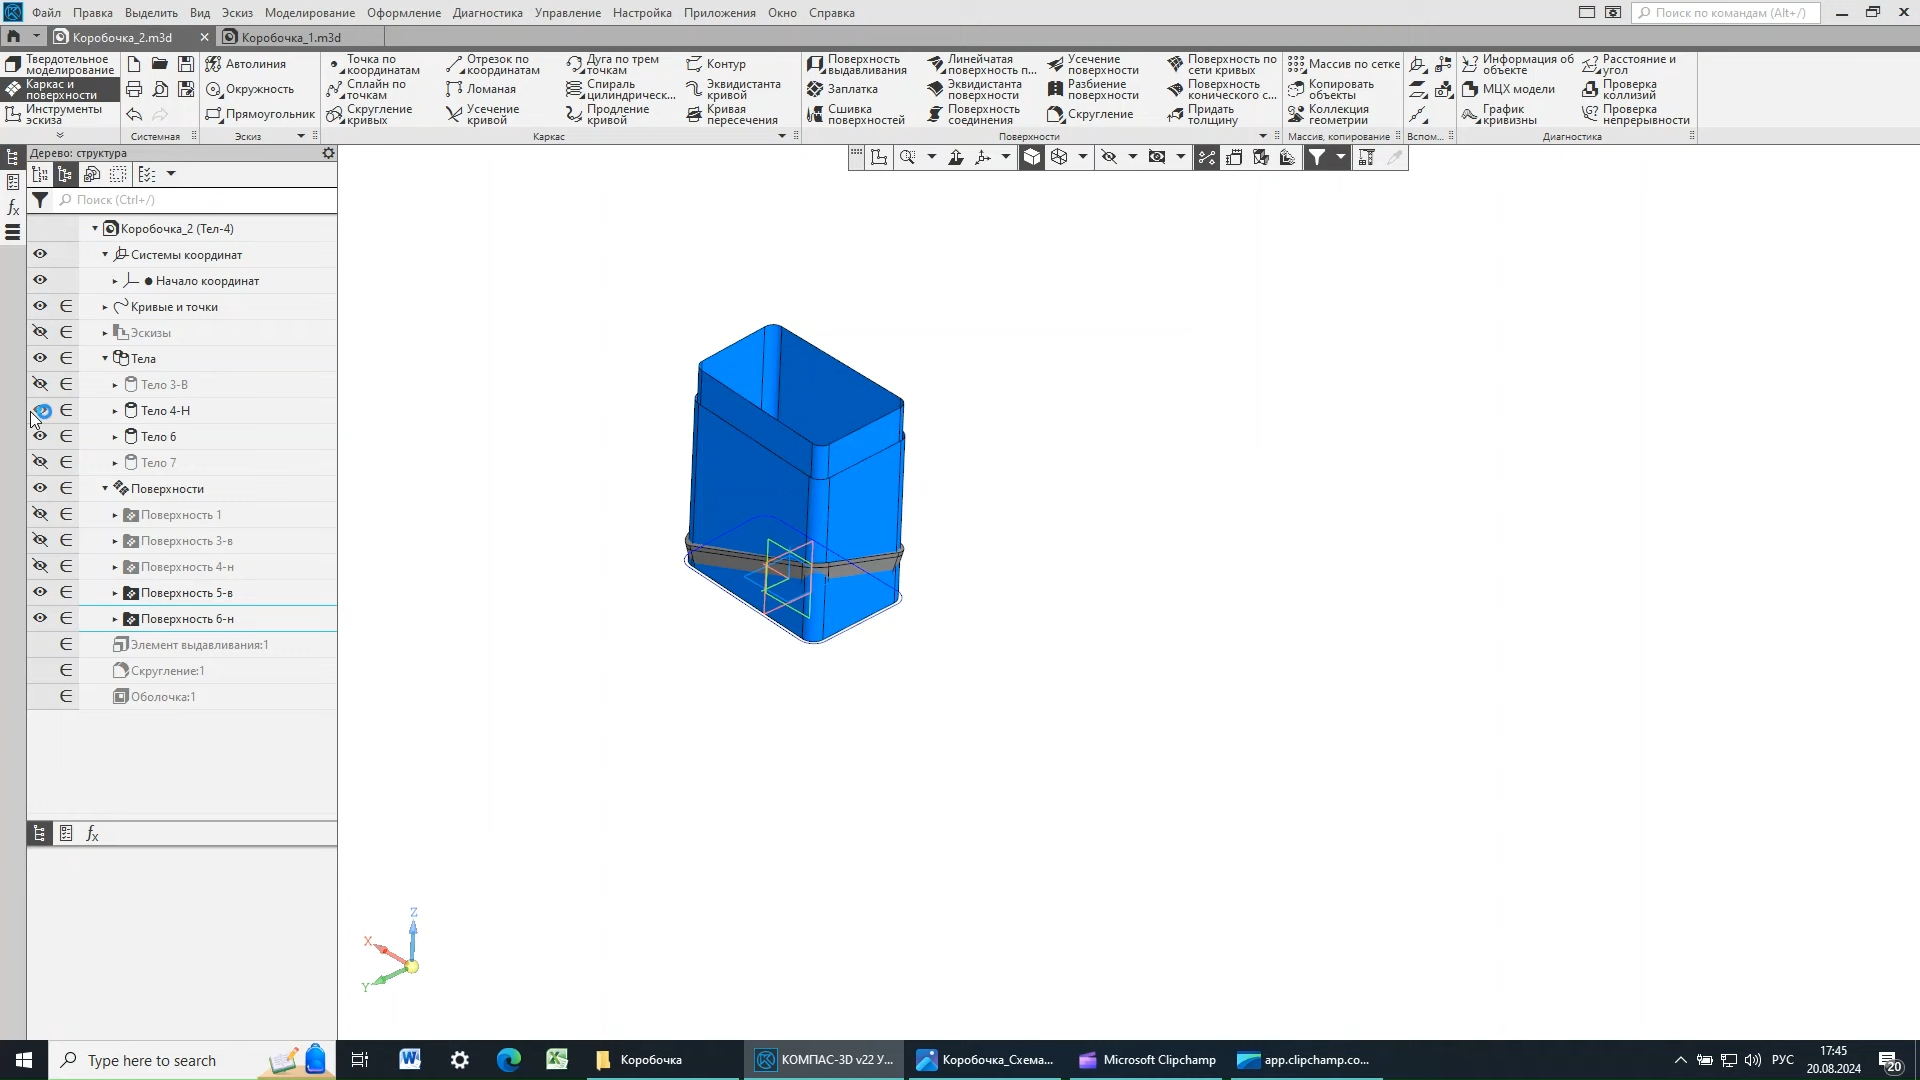 Файл Правка Выделить Вид Эскиз Моделирование Оформление Диагностика Управление Настройка Приложения Окно Справка
Поиск по командам (Alt+/)
Коробочка_2.m3d
Коробочка_1.m3d
Твердотельное моделирование
Каркас и поверхности
Инструменты эскиза
Системная
Автолиния
Окружность
Прямоугольник
Эскиз
Точка по координатам
Сплайн по точкам
Скругление кривых
Отрезок по координатам
Ломаная
Усечение кривой
Дуга по трем точкам
Спираль цилиндрическ...
Продление кривой
Контур
Эквидистанта кривой
Кривая пересечения
Каркас
Поверхность выдавливания
Заплатка
Сшивка поверхностей
Линейчатая поверхность п...
Эквидистанта поверхности
Поверхность соединения
Усечение поверхности
Разбиение поверхности
Скругление
Поверхность по сети кривых
Поверхность конического с...
Придать толщину
Поверхности
Массив по сетке
Копировать объекты
Коллекция геометрии
Массив, копирование
Вспом...
Информация об объекте
МЦХ модели
График кривизны
Расстояние и угол
Проверка коллизий
Проверка непрерывности
Диагностика
Дерево: структура
Поиск (Ctrl+/)
Коробочка_2 (Тел-4)
Системы координат
Начало координат
Кривые и точки
Эскизы
Тела
Тело 3-В
Тело 4-Н
Тело 6
Тело 7
Поверхности
Поверхность 1
Поверхность 3-в
Поверхность 4-н
Поверхность 5-в
Поверхность 6-н
Элемент выдавливания:1
Скругление:1
Оболочка:1
Z
X
Y
Type here to search
Коробочка
КОМПАС-3D v22 У...
Коробочка_Схема...
Microsoft Clipchamp
app.clipchamp.co...
РУС
17:45
20.08.2024
20